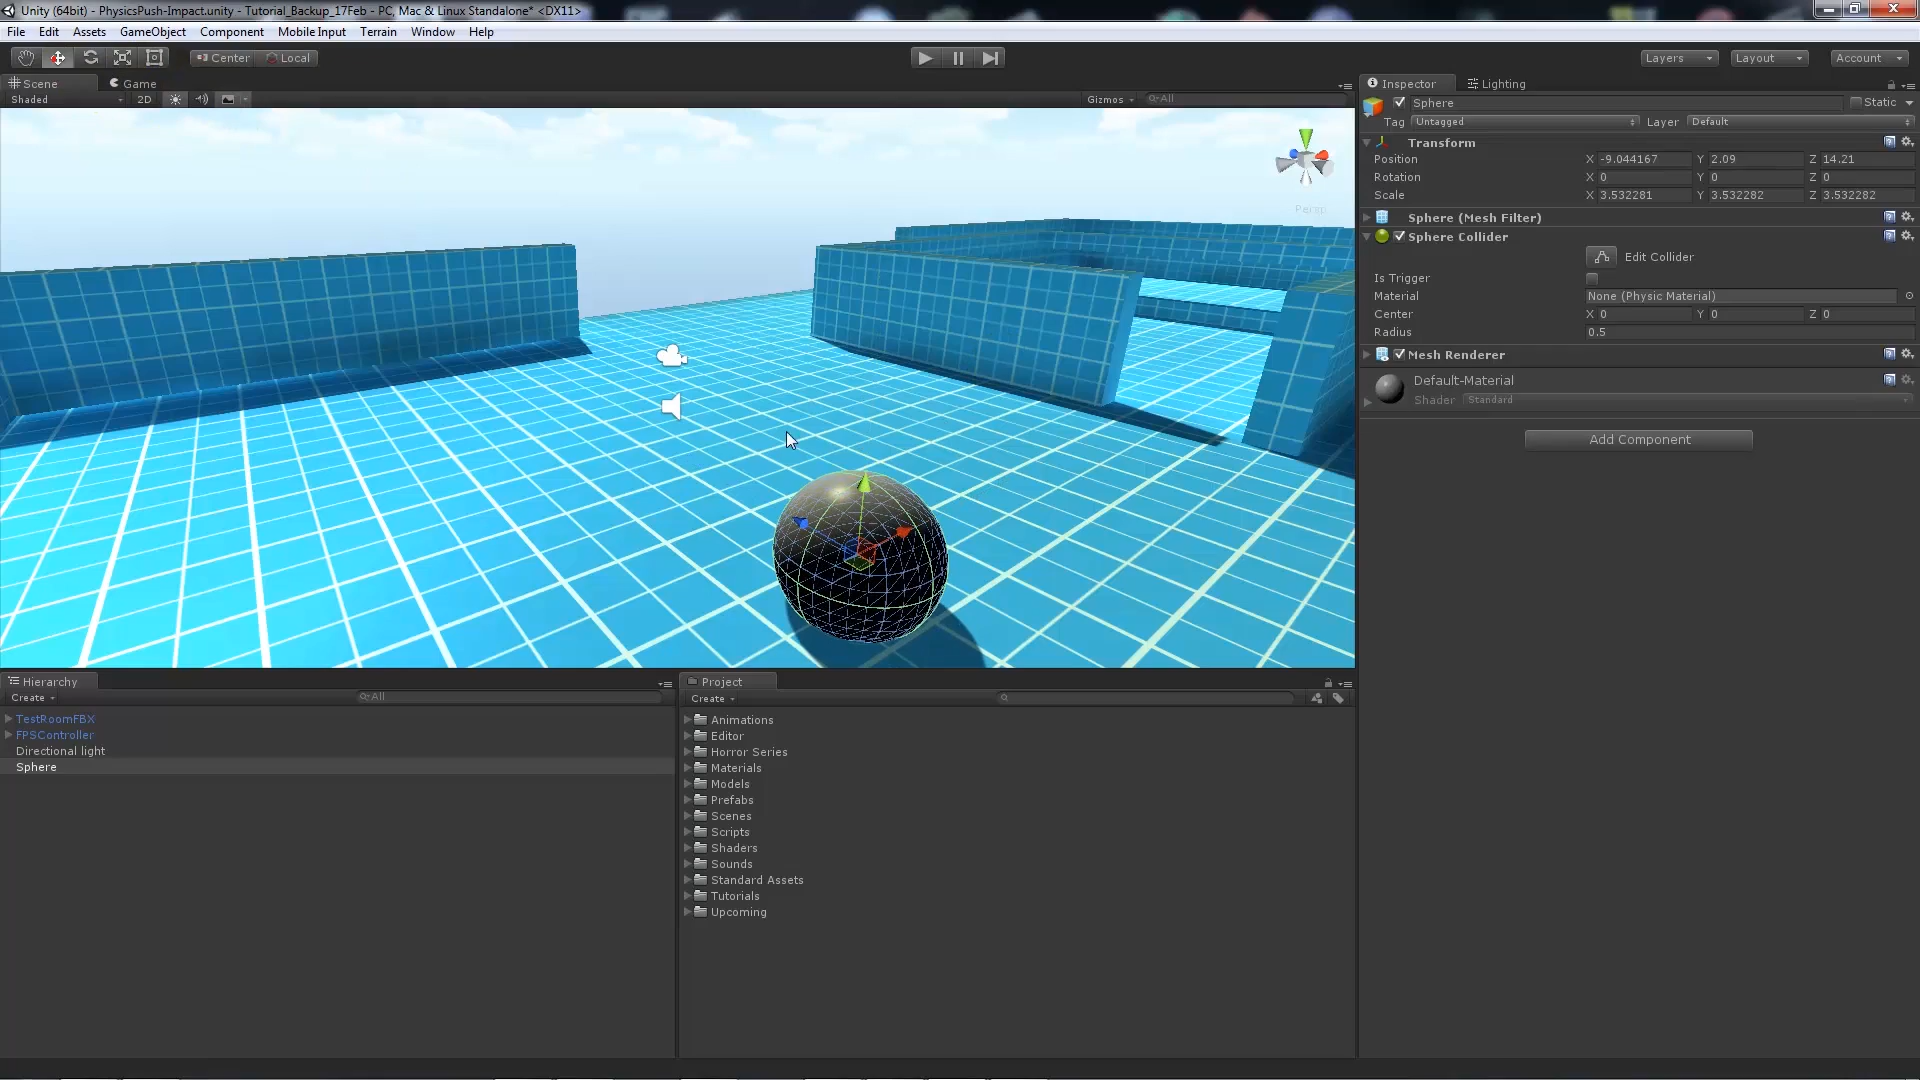 Unity (64bit) - PhysicsPush-Impact.unity - Tutorial_Backup_17Feb - PC, Mac & Linux Standalone* <DX11>
File Edit Assets GameObject Component Mobile Input Terrain Window Help
Center Local Layers Layout Account
Scene Game
Shaded 2D Gizmos All
Persp
Inspector Lighting
Sphere Static
Tag Untagged Layer Default
Transform
Position X -9.044167 Y 2.09 Z 14.21
Rotation X 0 Y 0 Z 0
Scale X 3.532281 Y 3.532282 Z 3.532282
Sphere (Mesh Filter)
Sphere Collider
Edit Collider
Is Trigger
Material None (Physic Material)
Center X 0 Y 0 Z 0
Radius 0.5
Mesh Renderer
Default-Material
Shader Standard
Add Component
Hierarchy
Create All
TestRoomFBX
FPSController
Directional light
Sphere
Project
Create
Animations
Editor
Horror Series
Materials
Models
Prefabs
Scenes
Scripts
Shaders
Sounds
Standard Assets
Tutorials
Upcoming